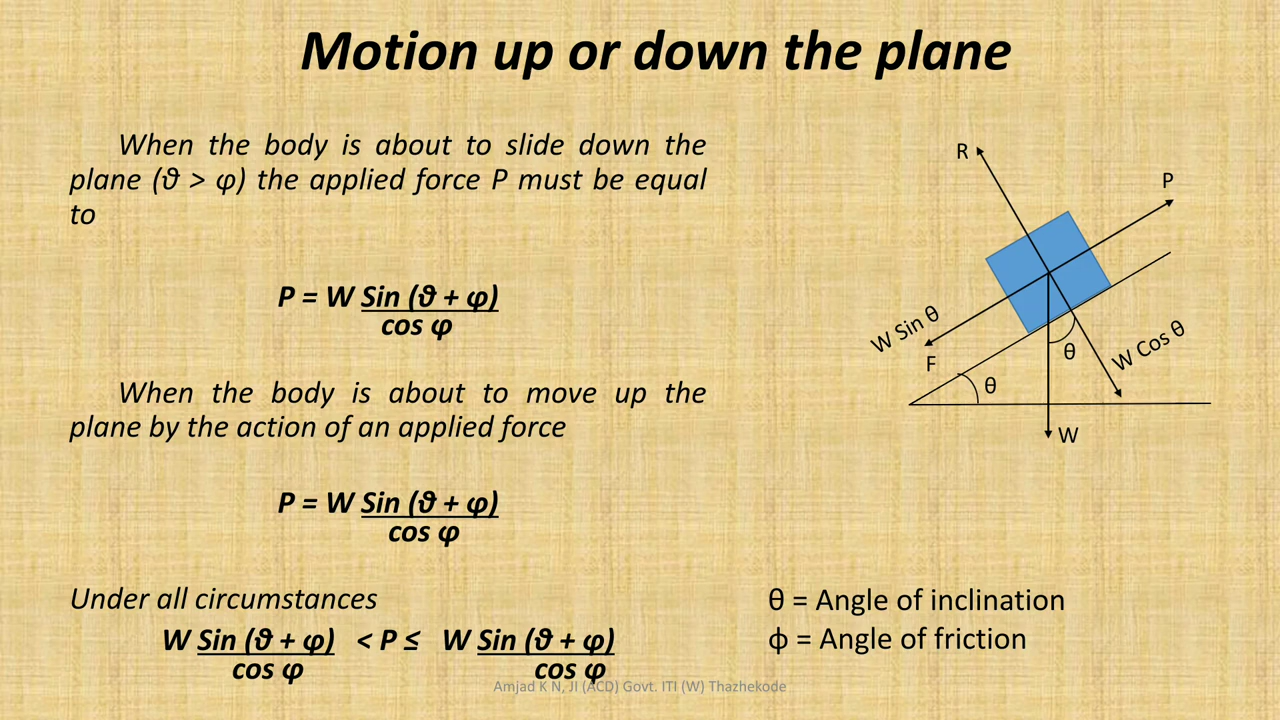 Motion up or down the plane
When the body is about to slide down the
plane (ϑ > φ) the applied force P must be equal
to
P = W Sin (ϑ + φ)
cos φ
When the body is about to move up the
plane by the action of an applied force
P = W Sin (ϑ + φ)
cos φ
Under all circumstances
W Sin (ϑ + φ) < P ≤ W Sin (ϑ + φ)
cos φ cos φ
R
P
W Sin θ
F
θ
θ
W Cos θ
W
θ = Angle of inclination
ϕ = Angle of friction
Amjad K N, JI (ACD) Govt. ITI (W) Thazhekode